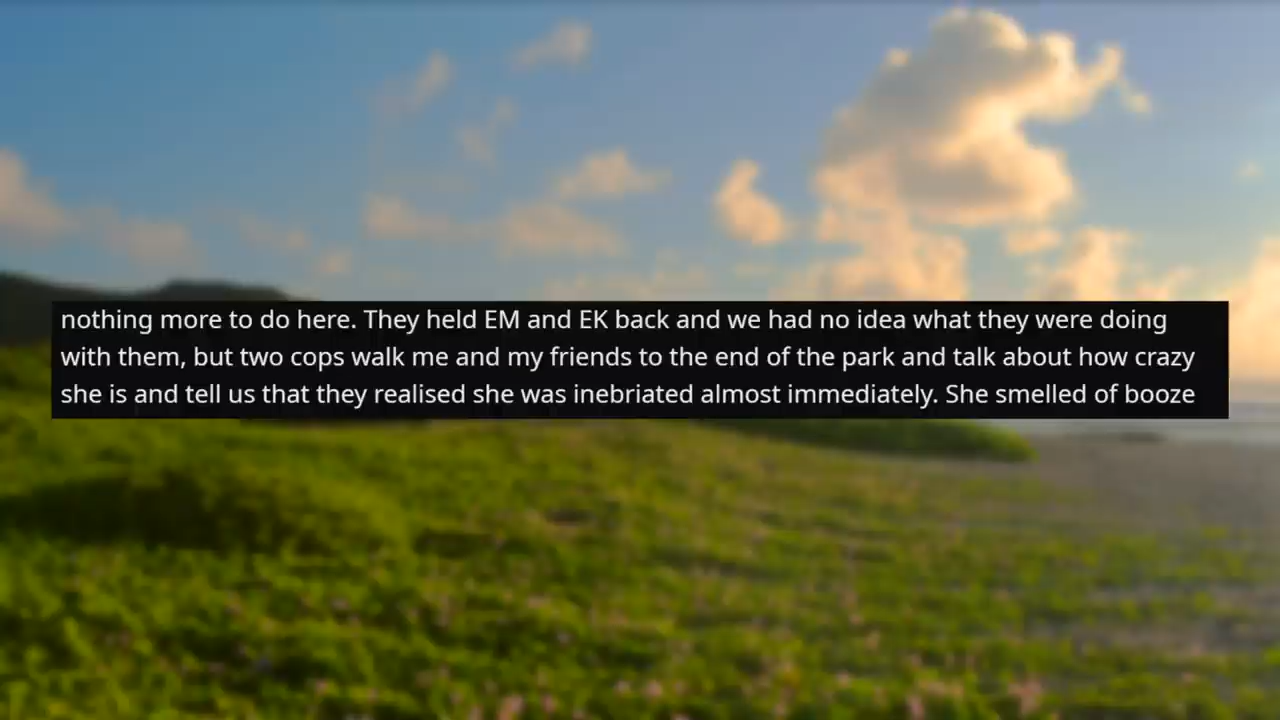 nothing more to do here. They held EM and EK back and we had no idea what they were doing
with them, but two cops walk me and my friends to the end of the park and talk about how crazy
she is and tell us that they realised she was inebriated almost immediately. She smelled of booze